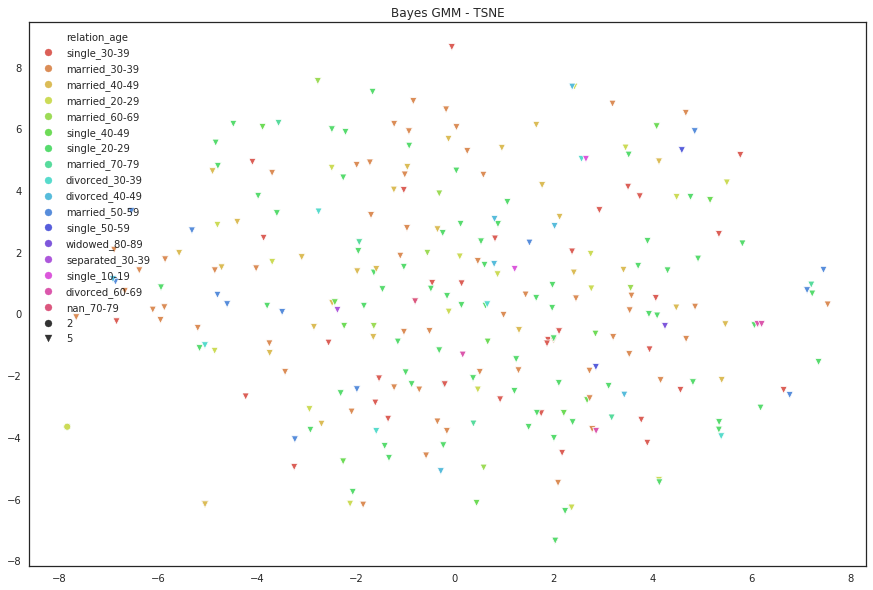 Bayes GMM - TSNE
relation_age
single_30-39
married_30-39
married_40-49
married_20-29
married_60-69
single_40-49
single_20-29
married_70-79
divorced_30-39
divorced_40-49
married_50-59
single_50-59
widowed_80-89
separated_30-39
single_10-19
divorced_60-69
nan_70-79
2
5
8
6
4
2
0
−2
−4
−6
−8
−8 −6 −4 −2 0 2 4 6 8